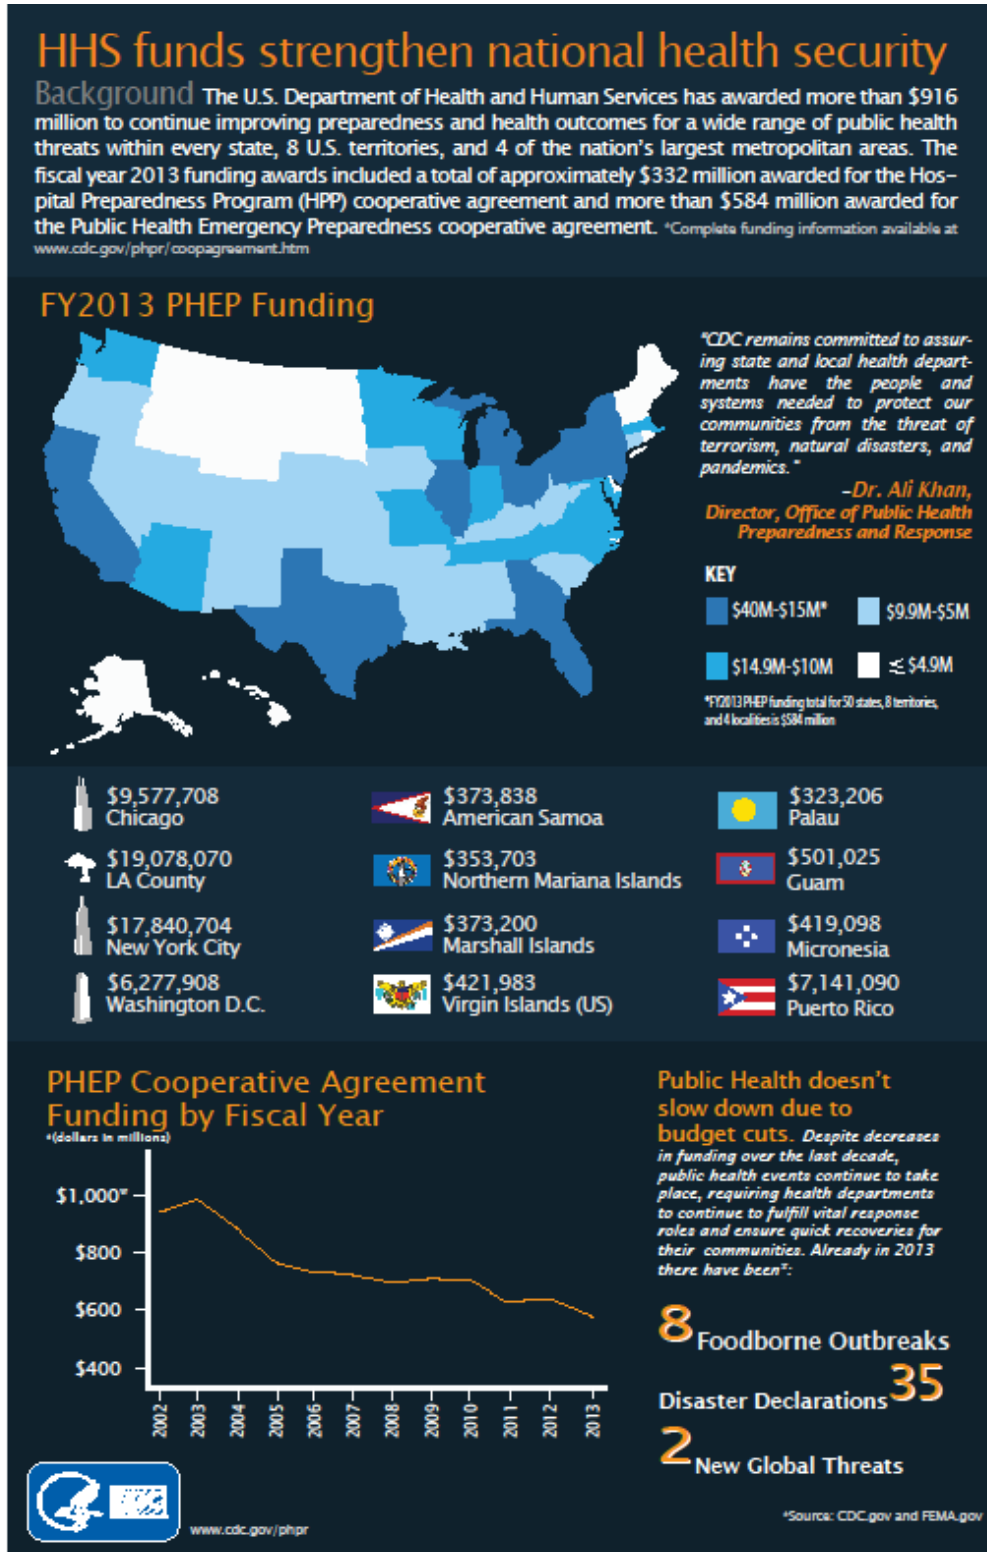 HHS funds strengthen national health security
Background The U.S. Department of Health and Human Services has awarded more than $916
million to continue improving preparedness and health outcomes for a wide range of public health
threats within every state, 8 U.S. territories, and 4 of the nation's largest metropolitan areas. The
fiscal year 2013 funding awards included a total of approximately $332 million awarded for the Hos-
pital Preparedness Program (HPP) cooperative agreement and more than $584 million awarded for
the Public Health Emergency Preparedness cooperative agreement. *Complete funding information available at
www.cdc.gov/phpr/coopagreement.htm
FY2013 PHEP Funding
"CDC remains committed to assur-
ing state and local health depart-
ments have the people and
systems needed to protect our
communities from the threat of
terrorism, natural disasters, and
pandemics."
–Dr. Ali Khan,
Director, Office of Public Health
Preparedness and Response
KEY
$40M-$15M*
$9.9M-$5M
$14.9M-$10M
≤ $4.9M
*FY2013 PHEP funding total for 50 states, 8 territories,
and 4 localities is $584 million
$9,577,708
Chicago
$373,838
American Samoa
$323,206
Palau
$19,078,070
LA County
$353,703
Northern Mariana Islands
$501,025
Guam
$17,840,704
New York City
$373,200
Marshall Islands
$419,098
Micronesia
$6,277,908
Washington D.C.
$421,983
Virgin Islands (US)
$7,141,090
Puerto Rico
PHEP Cooperative Agreement
Funding by Fiscal Year
*(dollars in millions)
$1,000*
$800
$600
$400
2002
2003
2004
2005
2006
2007
2008
2009
2010
2011
2012
2013
Public Health doesn't
slow down due to
budget cuts. Despite decreases
in funding over the last decade,
public health events continue to take
place, requiring health departments
to continue to fulfill vital response
roles and ensure quick recoveries for
their communities. Already in 2013
there have been*:
8 Foodborne Outbreaks
Disaster Declarations 35
2 New Global Threats
www.cdc.gov/phpr
*Source: CDC.gov and FEMA.gov